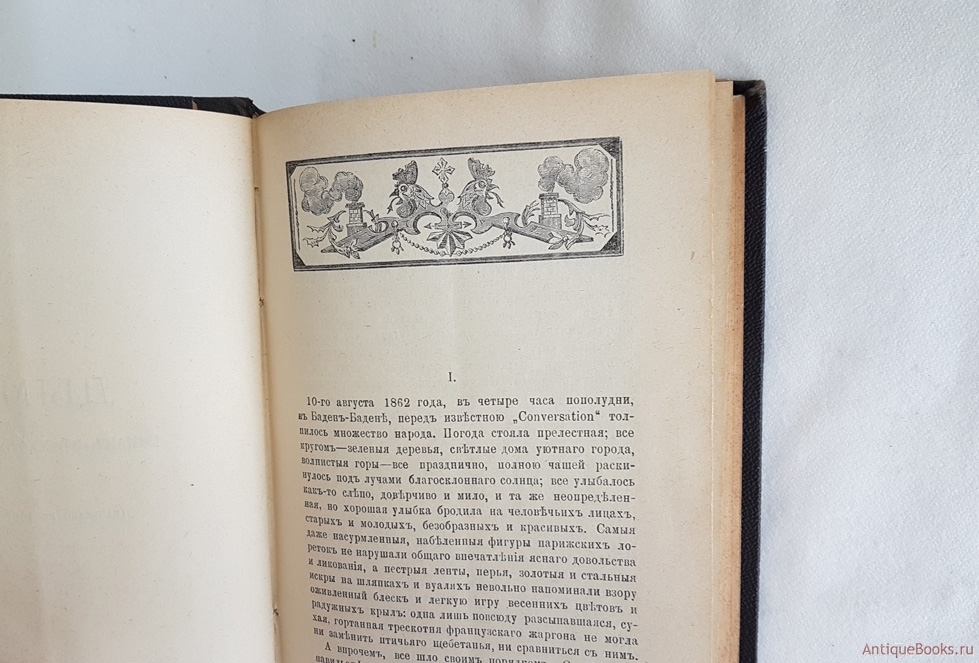 I.
10-го августа 1862 года, въ четыре часа пополудни,
въ Баденъ-Баденѣ, передъ извѣстною „Conversation“ тол-
пилось множество народа. Погода стояла прелестная; все
кругомъ—зеленыя деревья, свѣтлые дома уютнаго города,
волнистыя горы—все празднично, полною чашей раски-
нулось подъ лучами благосклоннаго солнца; все улыбалось
какъ-то слѣпо, довѣрчиво и мило, и та же неопредѣлен-
ная, но хорошая улыбка бродила на человѣчьихъ лицахъ,
старыхъ и молодыхъ, безобразныхъ и красивыхъ. Самыя
даже насурмленныя, набѣленныя фигуры парижскихъ ло-
ретокъ не нарушали общаго впечатлѣнія яснаго довольства
и ликованія, а пестрыя ленты, перья, золотыя и стальныя
искры на шляпкахъ и вуаляхъ невольно напоминали взору
оживленный блескъ и легкую игру весеннихъ цвѣтовъ и
радужныхъ крылъ: одна лишь повсюду разсыпавшаяся, су-
хая, гортанная трескотня французскаго жаргона не могла
ни замѣнить птичьяго щебетанья, ни сравниться съ нимъ.
А впрочемъ, все шло своимъ порядкомъ.
AntiqueBooks.ru